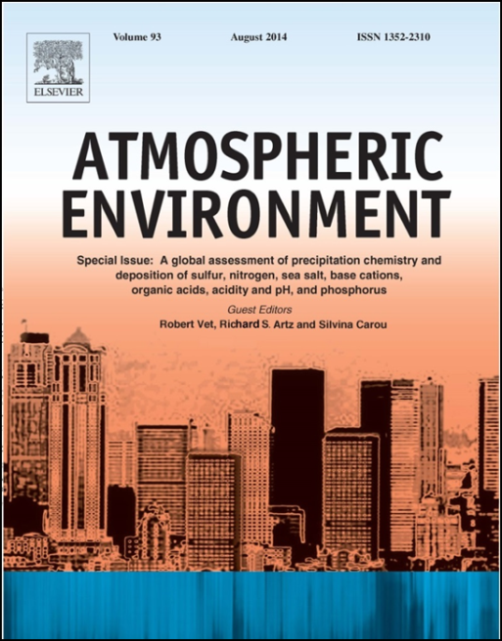 Volume 93 August 2014 ISSN 1352-2310
ELSEVIER
ATMOSPHERIC
ENVIRONMENT
Special Issue: A global assessment of precipitation chemistry and
deposition of sulfur, nitrogen, sea salt, base cations,
organic acids, acidity and pH, and phosphorus
Guest Editors
Robert Vet, Richard S. Artz and Silvina Carou